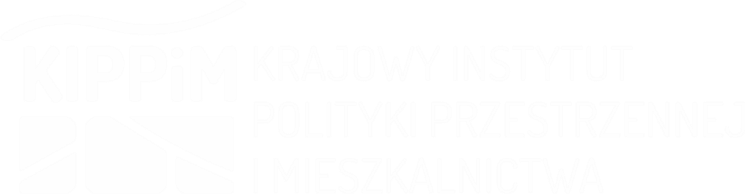 KIPPiM
KRAJOWY INSTYTUT
POLITYKI PRZESTRZENNEJ
I MIESZKALNICTWA